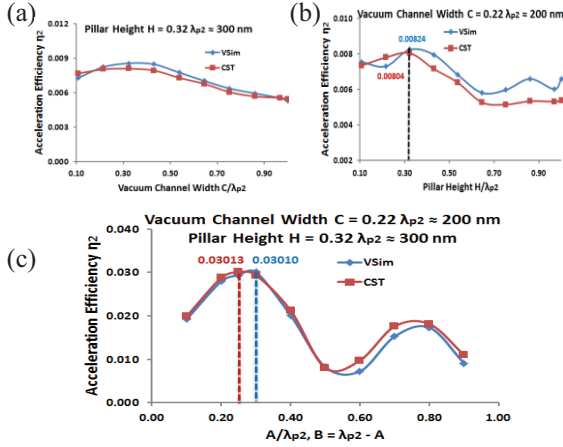 (a)
Pillar Height H = 0.32 λp2 ≈ 300 nm
Acceleration Efficiency η2
0.012
0.009
0.006
0.003
0.000
VSim
CST
0.10 0.30 0.50 0.70 0.90
Vacuum Channel Width C/λp2
(b)
Vacuum Channel Width C = 0.22 λp2 ≈ 200 nm
Acceleration Efficiency η2
0.012
0.010
0.008
0.006
0.004
0.002
0.00824
0.00804
VSim
CST
0.10 0.30 0.50 0.70 0.90
Pillar Height H/λp2
(c)
Vacuum Channel Width C = 0.22 λp2 ≈ 200 nm
Pillar Height H = 0.32 λp2 ≈ 300 nm
Acceleration Efficiency η2
0.040
0.030
0.020
0.010
0.000
0.03013 0.03010
VSim
CST
0.00 0.20 0.40 0.60 0.80 1.00
A/λp2, B = λp2 - A